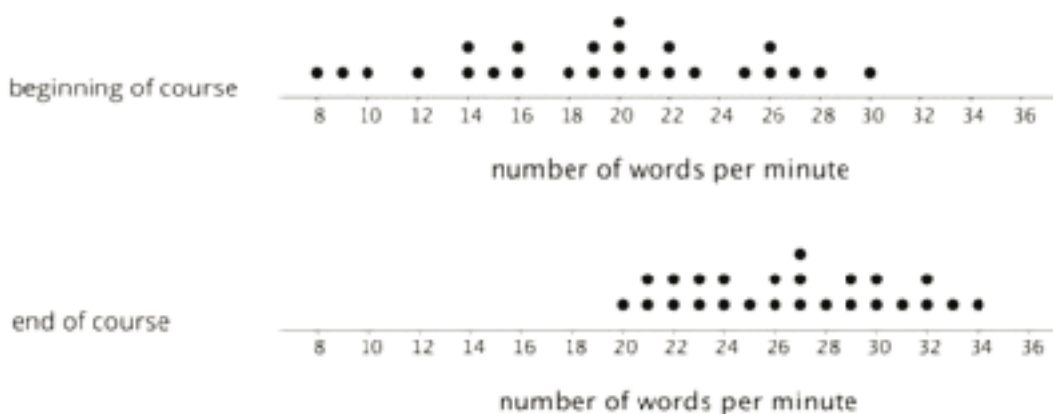 beginning of course
8 10 12 14 16 18 20 22 24 26 28 30 32 34 36
number of words per minute
end of course
8 10 12 14 16 18 20 22 24 26 28 30 32 34 36
number of words per minute